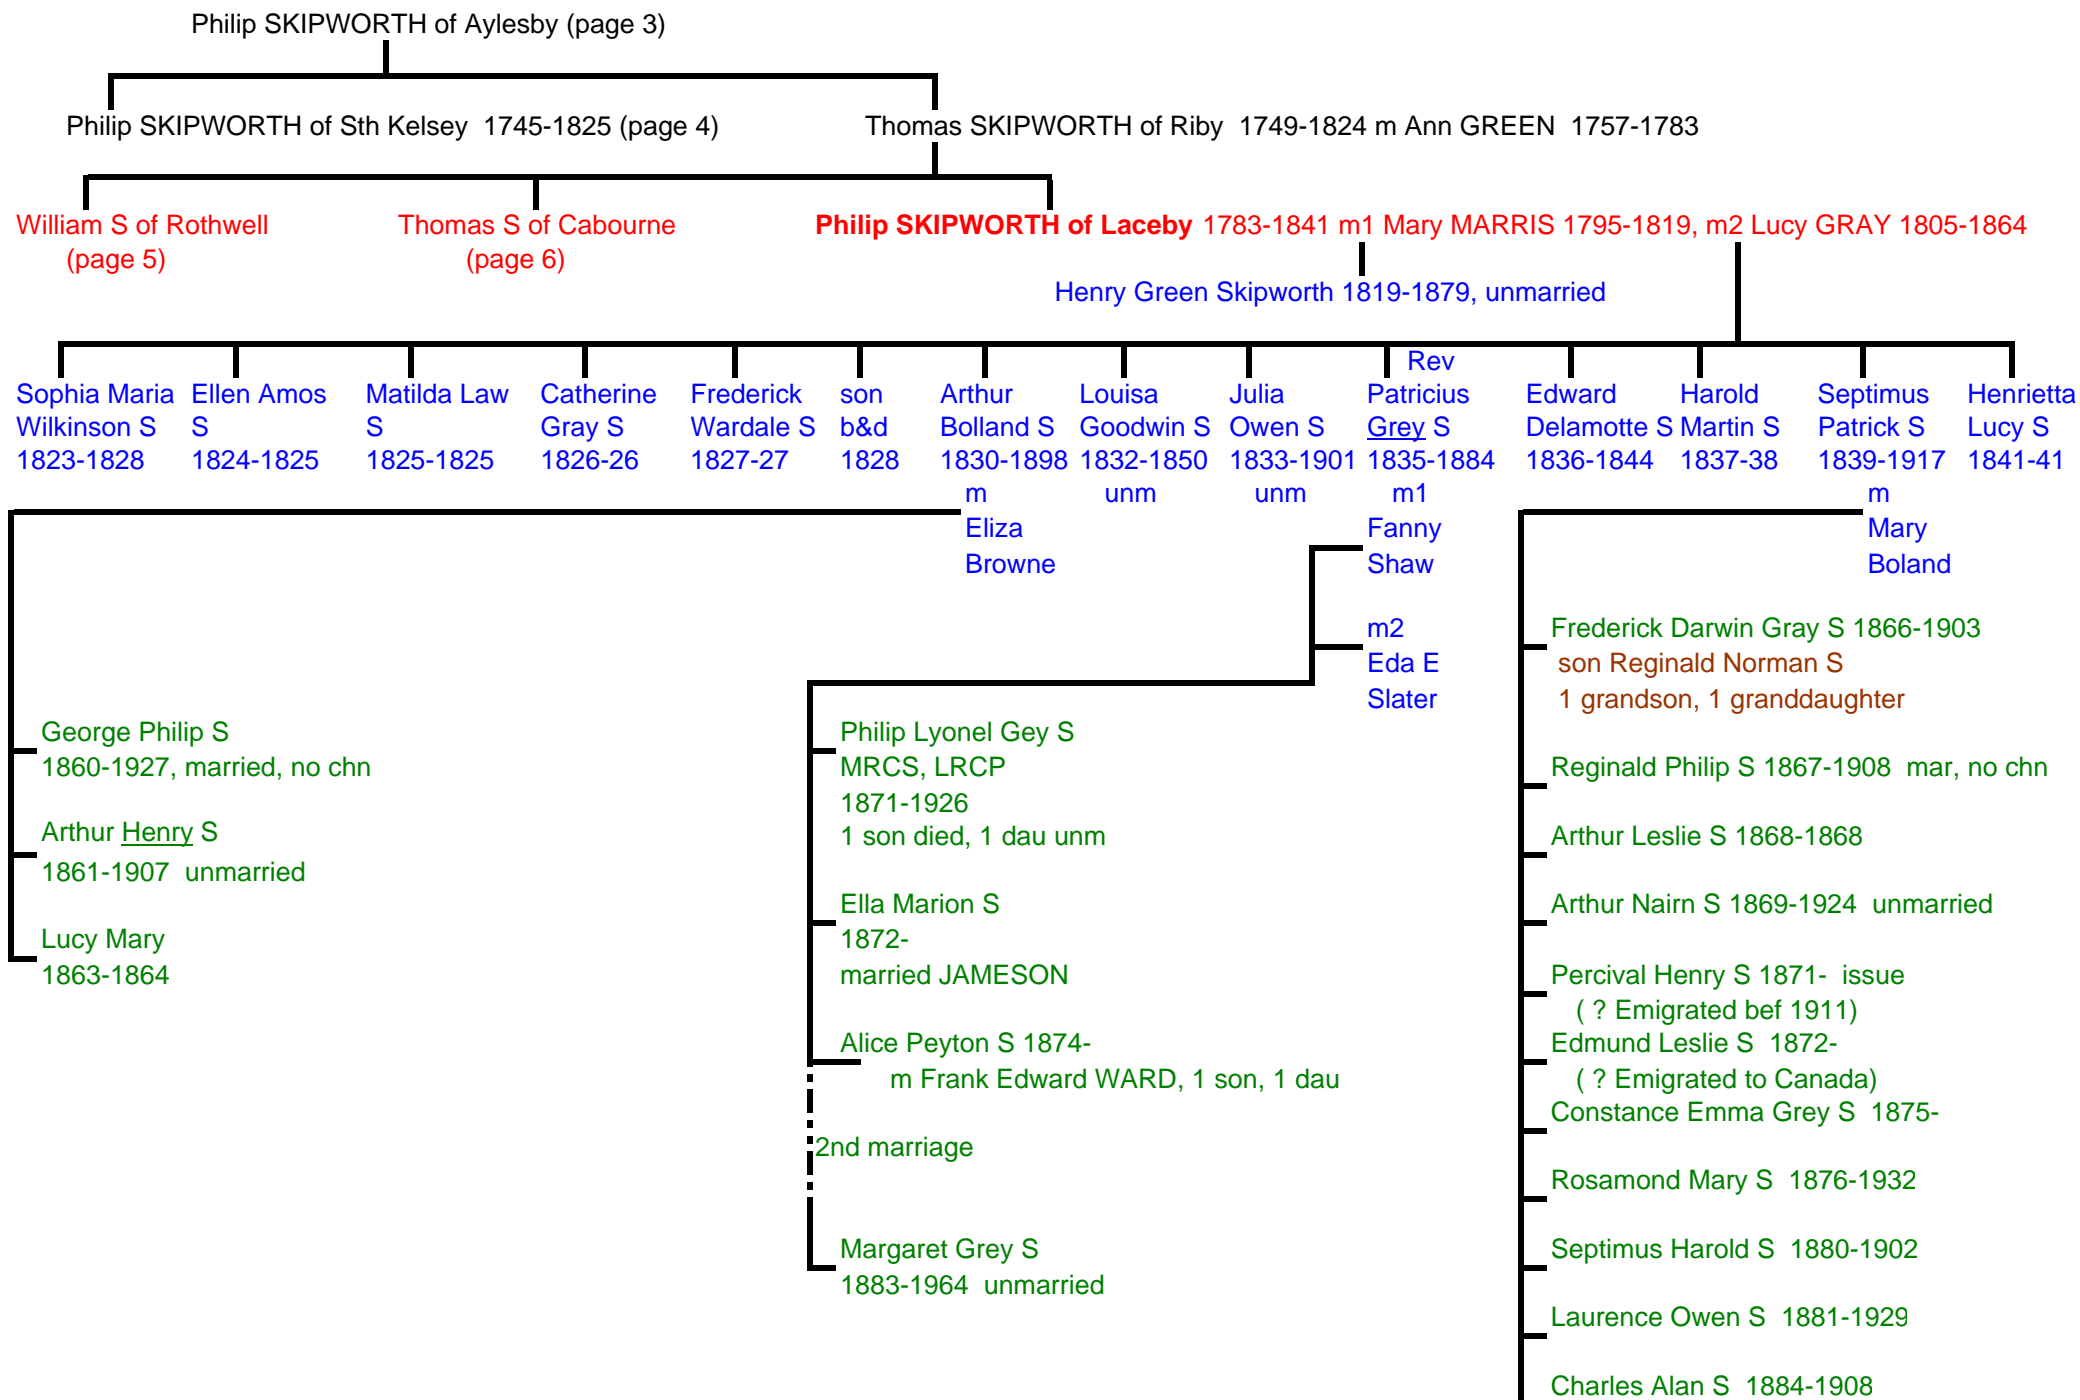 Philip SKIPWORTH of Aylesby (page 3)
Philip SKIPWORTH of Sth Kelsey 1745-1825 (page 4)
Thomas SKIPWORTH of Riby 1749-1824 m Ann GREEN 1757-1783
William S of Rothwell
(page 5)
Thomas S of Cabourne
(page 6)
Philip SKIPWORTH of Laceby 1783-1841 m1 Mary MARRIS 1795-1819, m2 Lucy GRAY 1805-1864
Henry Green Skipworth 1819-1879, unmarried
Sophia Maria
Wilkinson S
1823-1828
Ellen Amos
S
1824-1825
Matilda Law
S
1825-1825
Catherine
Gray S
1826-26
Frederick
Wardale S
1827-27
son
b&d
1828
Arthur
Bolland S
1830-1898
m
Eliza
Browne
Louisa
Goodwin S
1832-1850
unm
Julia
Owen S
1833-1901
unm
Rev
Patricius
Grey S
1835-1884
m1
Fanny
Shaw
m2
Eda E
Slater
Edward
Delamotte S
1836-1844
Harold
Martin S
1837-38
Septimus
Patrick S
1839-1917
m
Mary
Boland
Henrietta
Lucy S
1841-41
George Philip S
1860-1927, married, no chn
Arthur Henry S
1861-1907 unmarried
Lucy Mary
1863-1864
Philip Lyonel Gey S
MRCS, LRCP
1871-1926
1 son died, 1 dau unm
Ella Marion S
1872-
married JAMESON
Alice Peyton S 1874-
m Frank Edward WARD, 1 son, 1 dau
2nd marriage
Margaret Grey S
1883-1964 unmarried
Frederick Darwin Gray S 1866-1903
son Reginald Norman S
1 grandson, 1 granddaughter
Reginald Philip S 1867-1908 mar, no chn
Arthur Leslie S 1868-1868
Arthur Nairn S 1869-1924 unmarried
Percival Henry S 1871- issue
( ? Emigrated bef 1911)
Edmund Leslie S 1872-
( ? Emigrated to Canada)
Constance Emma Grey S 1875-
Rosamond Mary S 1876-1932
Septimus Harold S 1880-1902
Laurence Owen S 1881-1929
Charles Alan S 1884-1908